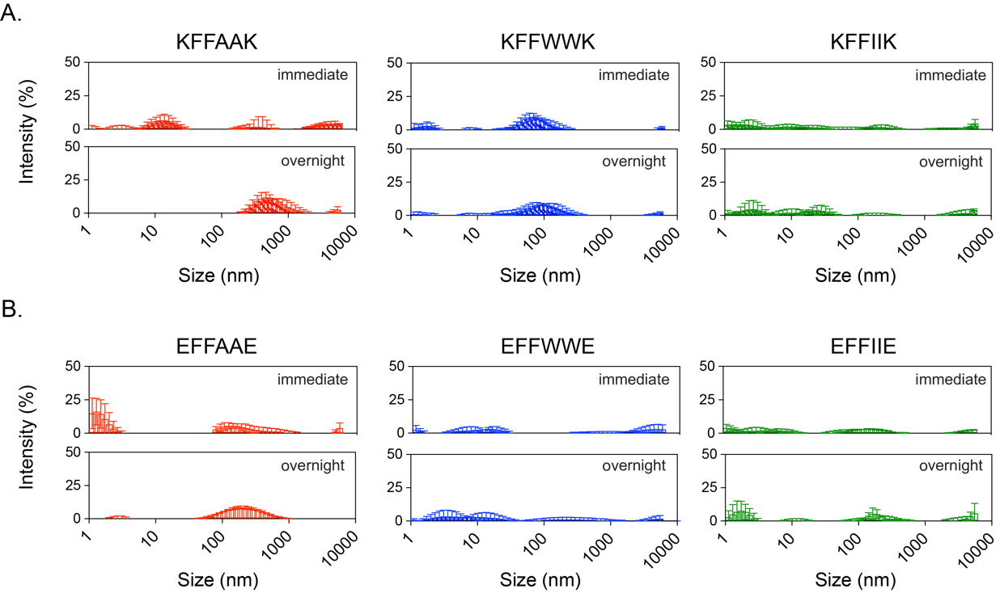 A.
KFFAAK KFFWWK KFFIIK
Intensity (%)
50 25 0 immediate 50 25 0 immediate 50 25 0 immediate
50 25 0 overnight 50 25 0 overnight 50 25 0 overnight
1 10 100 1000 10000 1 10 100 1000 10000 1 10 100 1000 10000
Size (nm) Size (nm) Size (nm)
B.
EFFAAE EFFWWE EFFIIE
Intensity (%)
50 25 0 immediate 50 25 0 immediate 50 25 0 immediate
50 25 0 overnight 50 25 0 overnight 50 25 0 overnight
1 10 100 1000 10000 1 10 100 1000 10000 1 10 100 1000 10000
Size (nm) Size (nm) Size (nm)